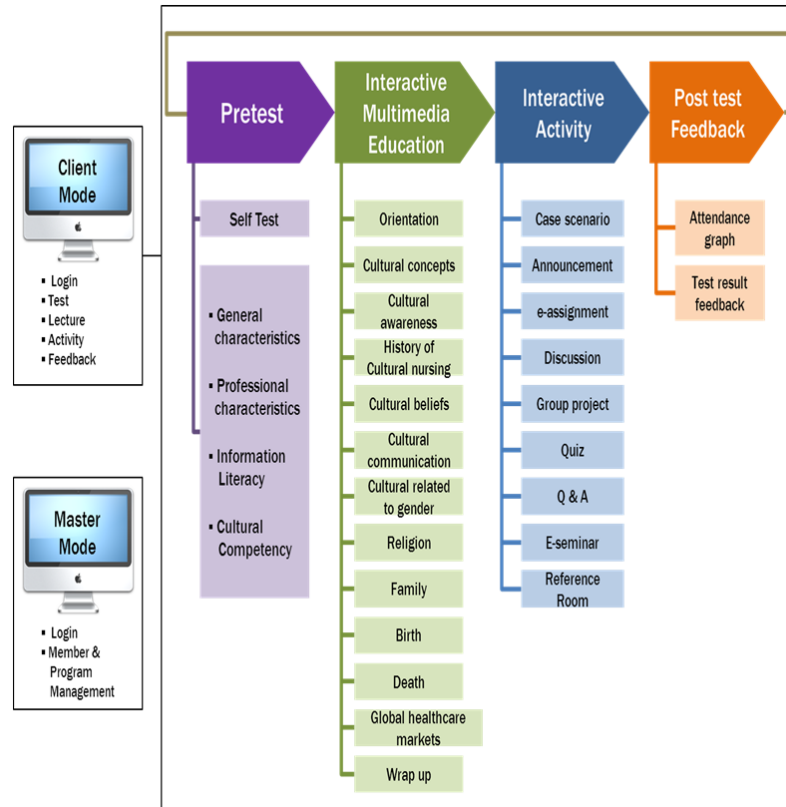 Client
Mode
▪ Login
▪ Test
▪ Lecture
▪ Activity
▪ Feedback
Master
Mode
▪ Login
▪ Member &
Program
Management
Pretest
Self Test
▪ General
characteristics
▪ Professional
characteristics
▪ Information
Literacy
▪ Cultural
Competency
Interactive
Multimedia
Education
Orientation
Cultural concepts
Cultural
awareness
History of
Cultural nursing
Cultural beliefs
Cultural
communication
Cultural related
to gender
Religion
Family
Birth
Death
Global healthcare
markets
Wrap up
Interactive
Activity
Case scenario
Announcement
e-assignment
Discussion
Group project
Quiz
Q & A
E-seminar
Reference
Room
Post test
Feedback
Attendance
graph
Test result
feedback